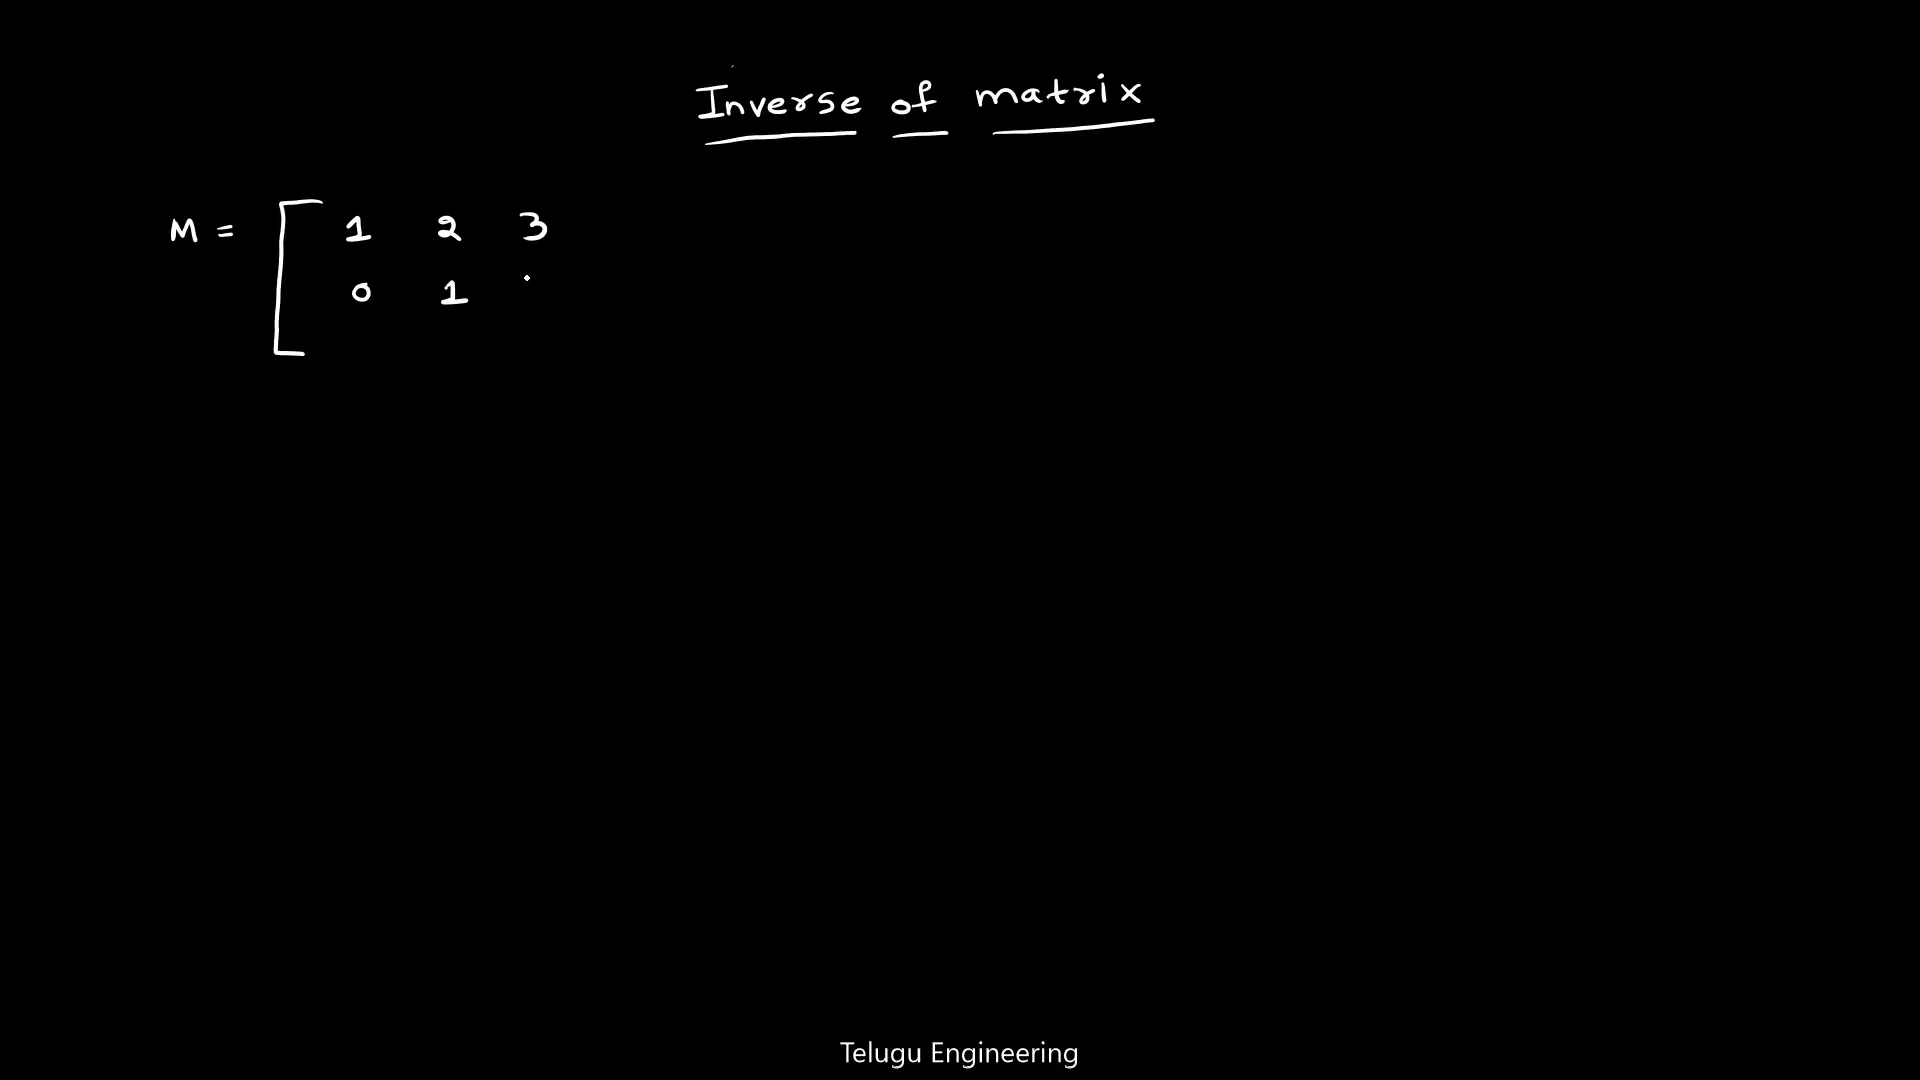 Inverse of matrix
M = [ 1 2 3
0 1
Telugu Engineering